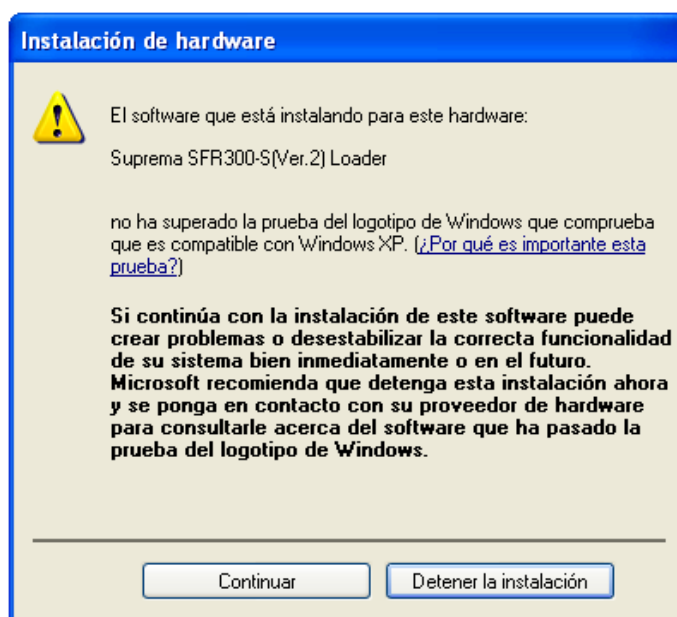 Instalación de hardware
El software que está instalando para este hardware:
Suprema SFR300-S(Ver.2) Loader
no ha superado la prueba del logotipo de Windows que comprueba
que es compatible con Windows XP. (¿Por qué es importante esta
prueba?)
Si continúa con la instalación de este software puede
crear problemas o desestabilizar la correcta funcionalidad
de su sistema bien inmediatamente o en el futuro.
Microsoft recomienda que detenga esta instalación ahora
y se ponga en contacto con su proveedor de hardware
para consultarle acerca del software que ha pasado la
prueba del logotipo de Windows.
Continuar
Detener la instalación